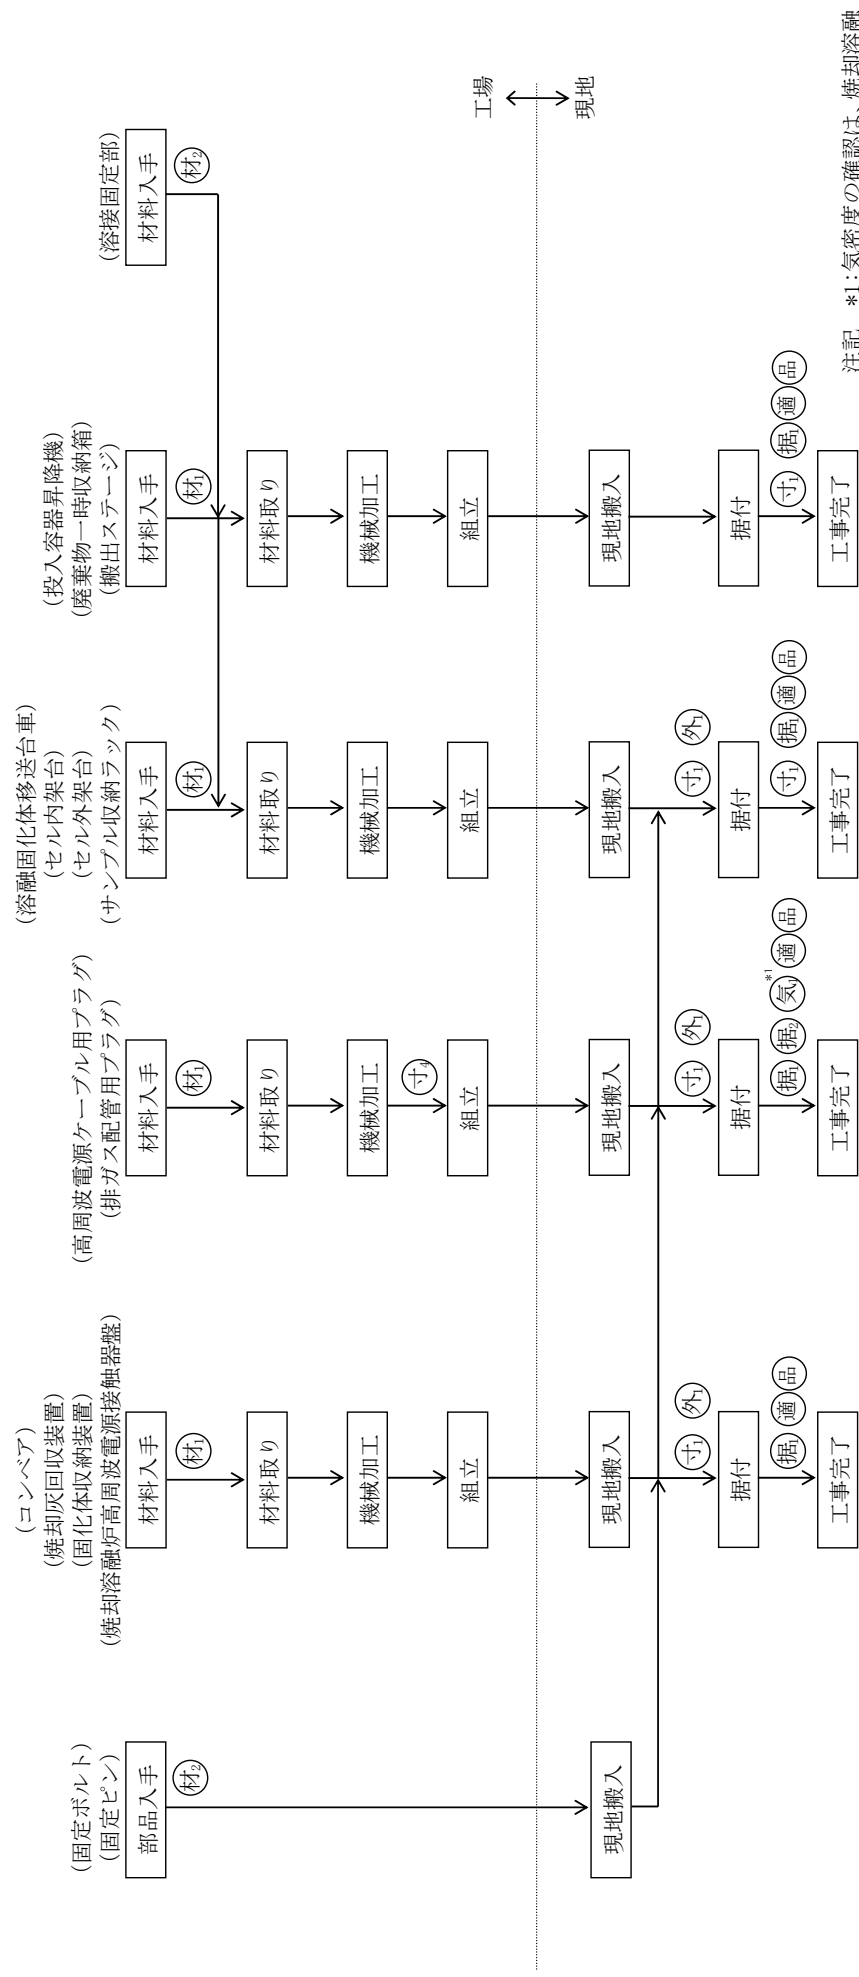 (固定ボルト)
(固定ピン)
部品入手
材2
現地搬入
(コンベア)
(焼却灰回収装置)
(固化体収納装置)
(焼却溶融炉高周波電源接触器盤)
材料入手
材1
材料取り
機械加工
組立
現地搬入
寸1 外1
据付
据1 適 品
工事完了
(高周波電源ケーブル用プラグ)
(排ガス配管用プラグ)
材料入手
材1
材料取り
機械加工
寸4
組立
現地搬入
寸1 外1
据付
据1 据2 気1 *1 適 品
工事完了
(溶融固化体移送台車)
(セル内架台)
(セル外架台)
(サンプル収納ラック)
材料入手
材1
材料取り
機械加工
組立
現地搬入
寸1 外1
据付
寸1 据1 適 品
工事完了
(投入容器昇降機)
(廃棄物一時収納箱)
(搬出ステージ)
材料入手
材1
材料取り
機械加工
組立
現地搬入
据付
寸1 据1 適 品
工事完了
(溶接固定部)
材料入手
材2
工場
現地
注記 *1:気密度の確認は、焼却溶融